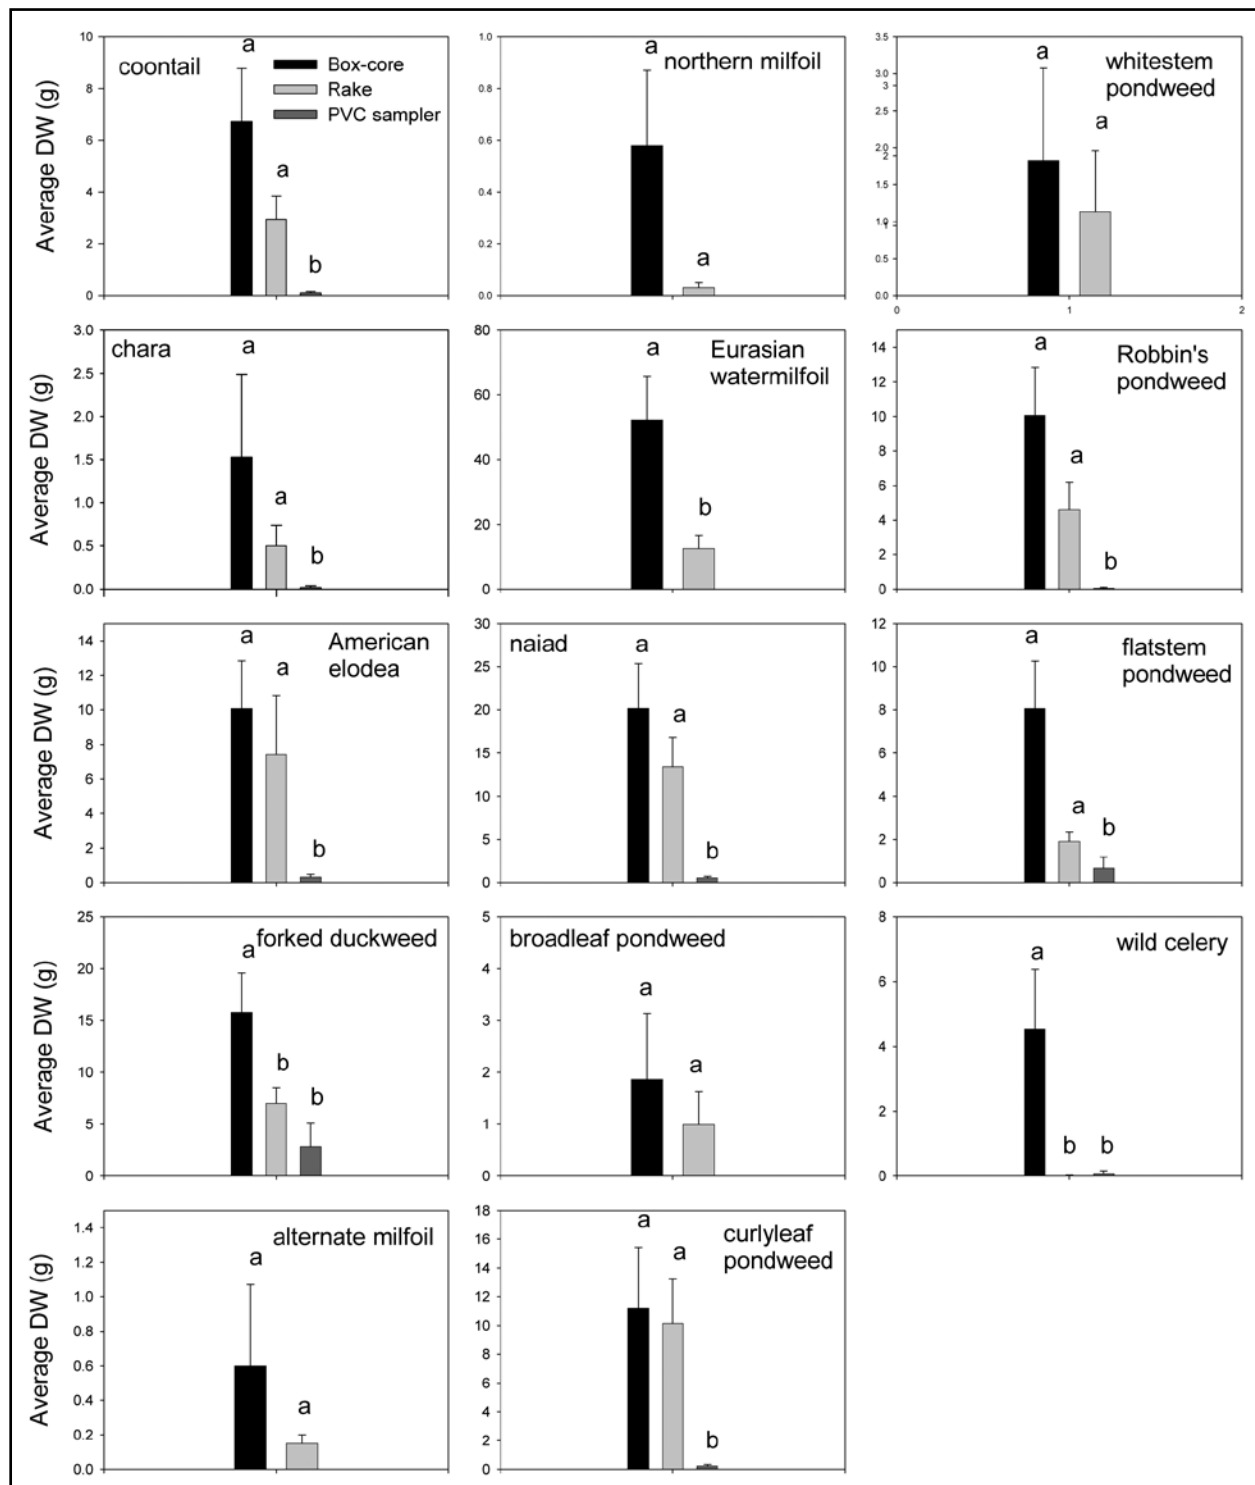 coontail
Box-core
Rake
PVC sampler
a
a
b
Average DW (g)
10
8
6
4
2
0
northern milfoil
a
a
1.0
0.8
0.6
0.4
0.2
0.0
whitestem
pondweed
a
a
3.5
3.0
3
2.5
2.0
2
1.5
1.0
1
0.5
0.0
0
1
2
chara
a
a
b
Average DW (g)
3.0
2.5
2.0
1.5
1.0
0.5
0.0
Eurasian
watermilfoil
a
b
80
60
40
20
0
Robbin's
pondweed
a
a
b
14
12
10
8
6
4
2
0
American
elodea
a
a
b
Average DW (g)
14
12
10
8
6
4
2
0
naiad
a
a
b
30
25
20
15
10
5
0
flatstem
pondweed
a
a
b
12
10
8
6
4
2
0
forked duckweed
a
b
b
Average DW (g)
25
20
15
10
5
0
broadleaf pondweed
a
a
5
4
3
2
1
0
wild celery
a
b
b
8
6
4
2
0
alternate milfoil
a
a
Average DW (g)
1.4
1.2
1.0
0.8
0.6
0.4
0.2
0.0
curlyleaf
pondweed
a
a
b
18
16
14
12
10
8
6
4
2
0